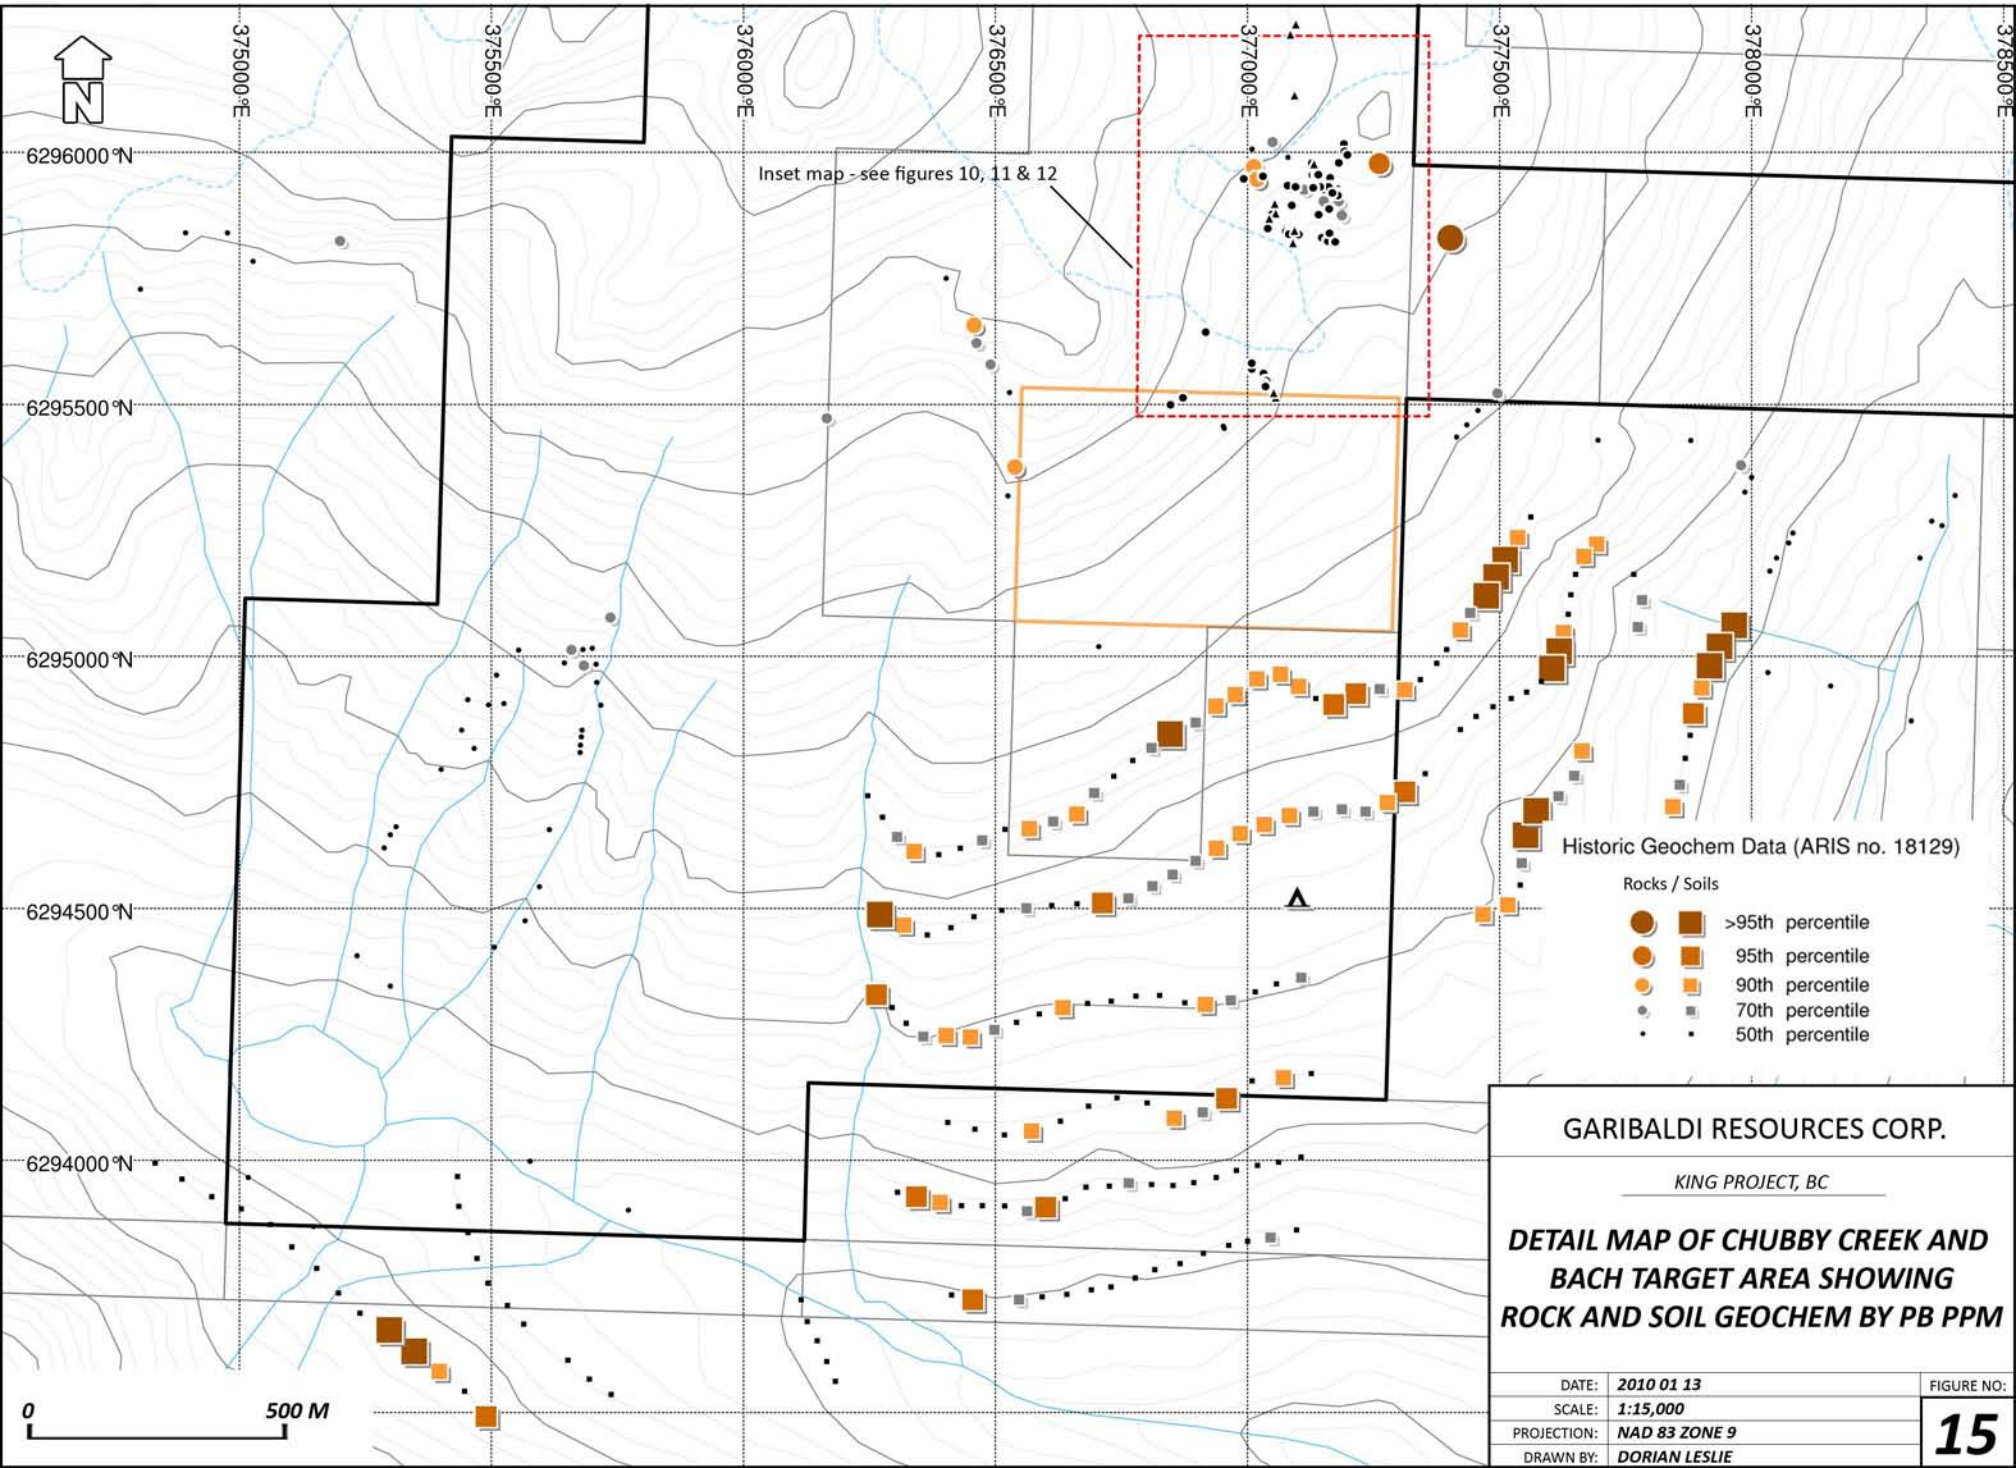 375000°E
375500°E
376000°E
376500°E
377000°E
377500°E
378000°E
378500°E
N
6296000°N
6295500°N
6295000°N
6294500°N
6294000°N
Inset map - see figures 10, 11 & 12
Historic Geochem Data (ARIS no. 18129)
Rocks / Soils
>95th percentile
95th percentile
90th percentile
70th percentile
50th percentile
0 500 M
GARIBALDI RESOURCES CORP.
KING PROJECT, BC
DETAIL MAP OF CHUBBY CREEK AND
BACH TARGET AREA SHOWING
ROCK AND SOIL GEOCHEM BY PB PPM
DATE: 2010 01 13
SCALE: 1:15,000
PROJECTION: NAD 83 ZONE 9
DRAWN BY: DORIAN LESLIE
FIGURE NO:
15